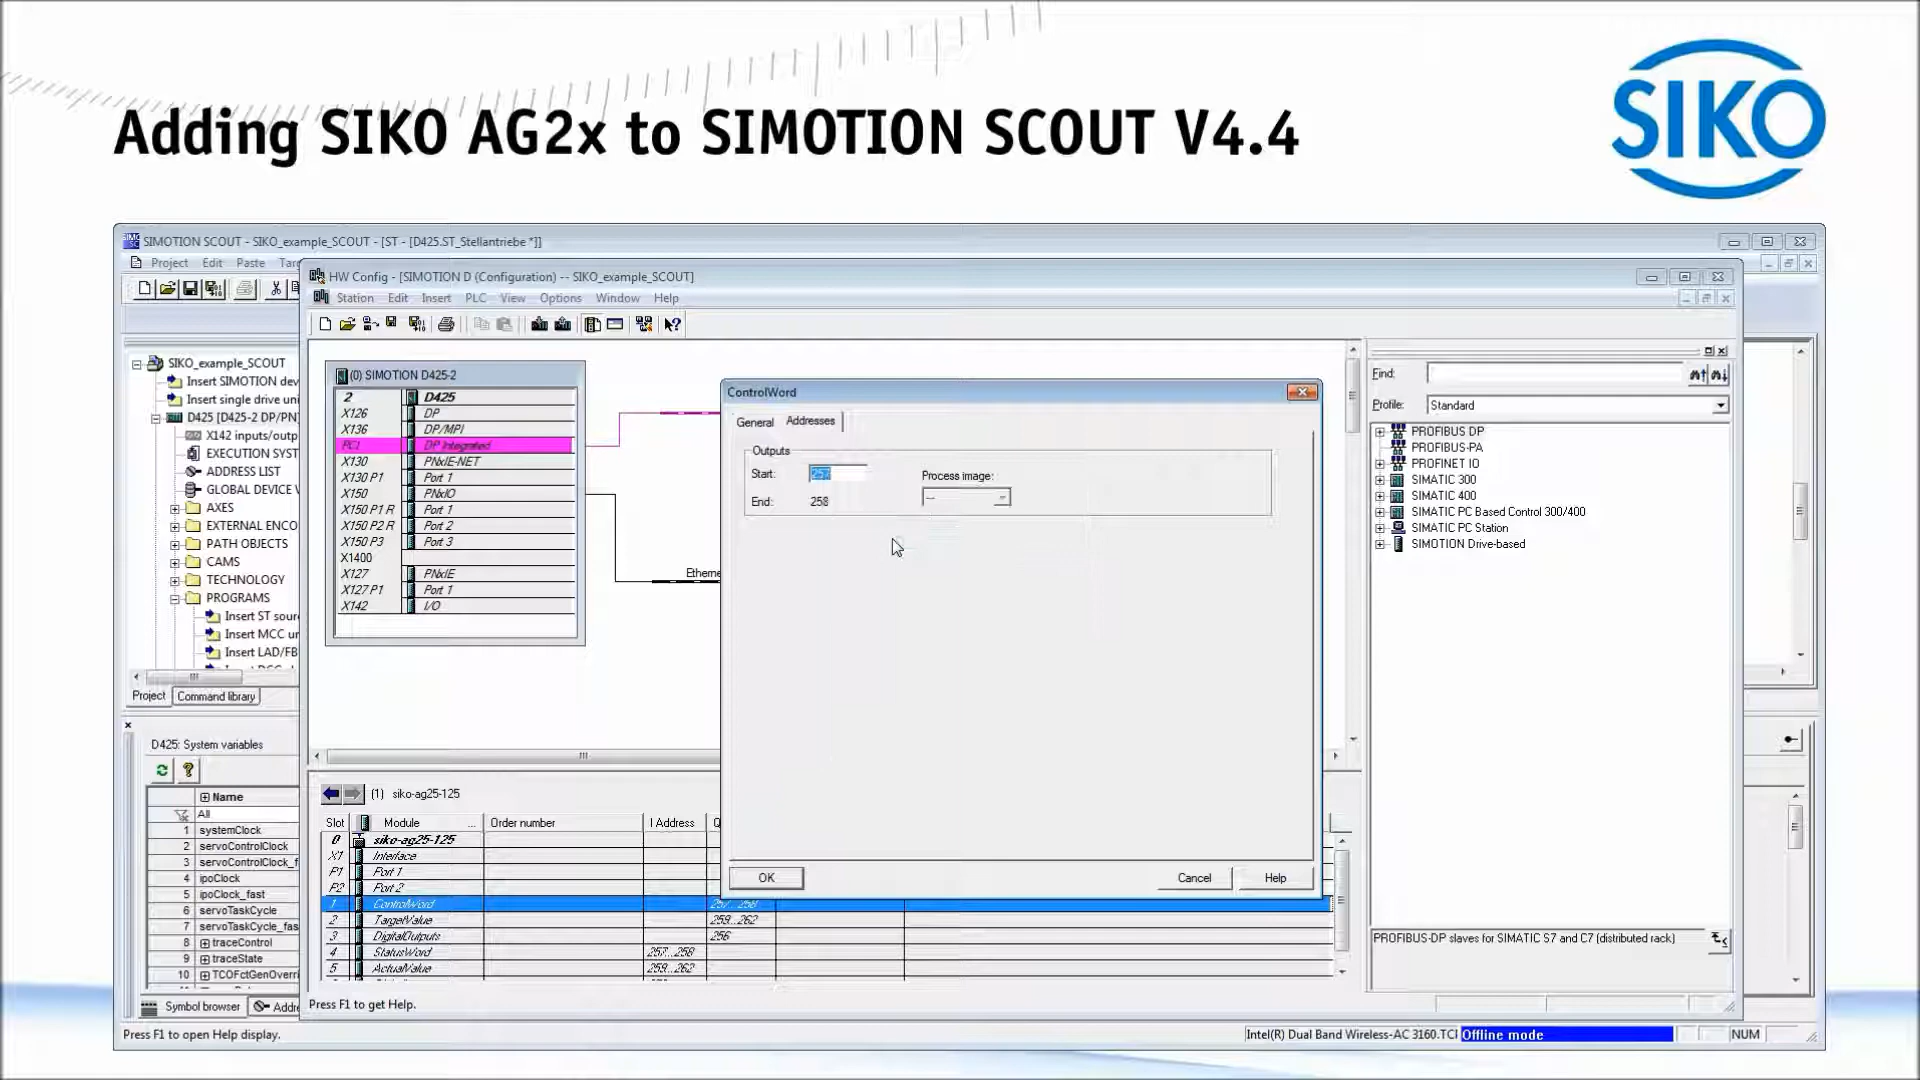 Adding SIKO AG2x to SIMOTION SCOUT V4.4
SIKO
SIMOTION SCOUT - SIKO_example_SCOUT - [ST - [D425.ST_Stellantriebe *]]
Project Edit Paste
HW Config - [SIMOTION D (Configuration) -- SIKO_example_SCOUT]
Station Edit Insert PLC View Options Window Help
SIKO_example_SCOUT
Insert SIMOTION dev
Insert single drive uni
D425 [D425-2 DP/PN]
X142 inputs/outp
EXECUTION SYST
ADDRESS LIST
GLOBAL DEVICE V
AXES
EXTERNAL ENCO
PATH OBJECTS
CAMS
TECHNOLOGY
PROGRAMS
Insert ST sour
Insert MCC u
Insert LAD/FB
Project Command library
(0) SIMOTION D425-2
2 D425
X126 DP
X136 DP/MPI
PCI DP Integrated
X130 PNxIE-NET
X130 P1 Port 1
X150 PNxIO
X150 P1 R Port 1
X150 P2 R Port 2
X150 P3 Port 3
X1400
X127 PNxIE
X127 P1 Port 1
X142 I/O
Etherne
ControlWord
General Addresses
Outputs
Start: 257
Process image:
End: 258
---
OK Cancel Help
Find:
Profile: Standard
PROFIBUS DP
PROFIBUS-PA
PROFINET IO
SIMATIC 300
SIMATIC 400
SIMATIC PC Based Control 300/400
SIMATIC PC Station
SIMOTION Drive-based
PROFIBUS-DP slaves for SIMATIC S7 and C7 (distributed rack)
(1) siko-ag25-125
Slot Module ... Order number I Address Q
0 siko-ag25-125
X1 Interface
P1 Port 1
P2 Port 2
1 ControlWord 257...258
2 TargetValue 259...262
3 DigitalOutputs 256
4 StatusWord 257...258
5 ActualValue 259...262
Press F1 to get Help.
D425: System variables
Name
All
1 systemClock
2 servoControlClock
3 servoControlClock_f
4 ipoClock
5 ipoClock_fast
6 servoTaskCycle
7 servoTaskCycle_fas
8 traceControl
9 traceState
10 TCOFctGenOverri
Symbol browser Addre
Press F1 to open Help display.
Intel(R) Dual Band Wireless-AC 3160.TCI Offline mode NUM